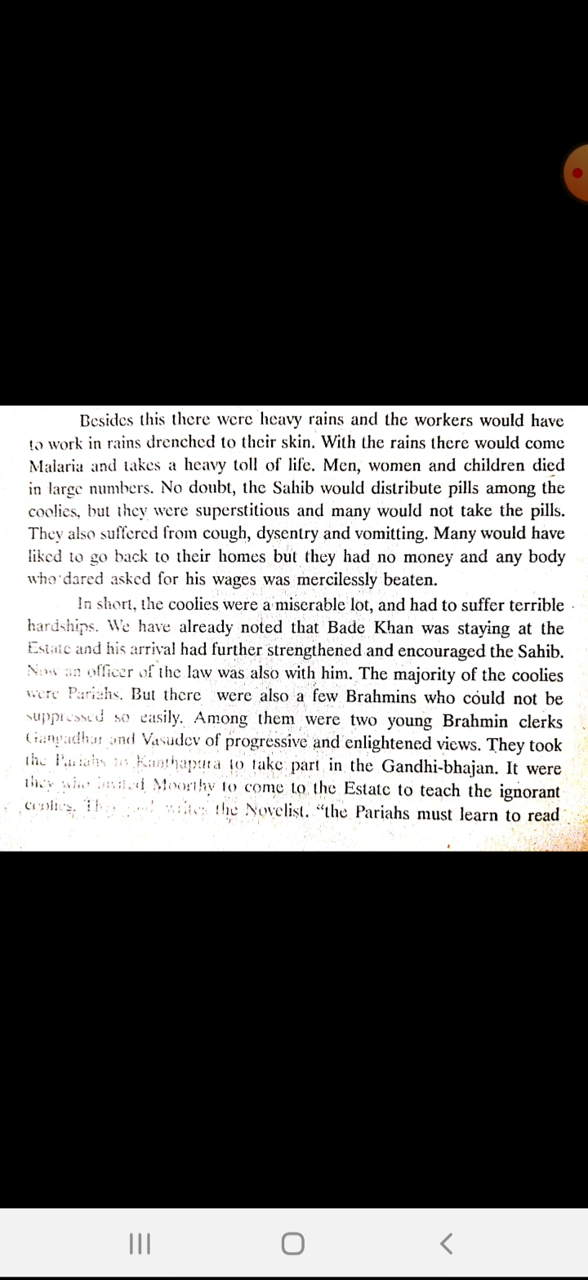 Besides this there were heavy rains and the workers would have
to work in rains drenched to their skin. With the rains there would come
Malaria and takes a heavy toll of life. Men, women and children died
in large numbers. No doubt, the Sahib would distribute pills among the
coolies, but they were superstitious and many would not take the pills.
They also suffered from cough, dysentry and vomitting. Many would have
liked to go back to their homes but they had no money and any body
who dared asked for his wages was mercilessly beaten.
In short, the coolies were a miserable lot, and had to suffer terrible
hardships. We have already noted that Bade Khan was staying at the
Estate and his arrival had further strengthened and encouraged the Sahib.
Now an officer of the law was also with him. The majority of the coolies
were Pariahs. But there were also a few Brahmins who could not be
suppressed so easily. Among them were two young Brahmin clerks
Gangadhar and Vasudev of progressive and enlightened views. They took
the Pariahs to Kanthapura to take part in the Gandhi-bhajan. It were
they who invited Moorthy to come to the Estate to teach the ignorant
coolies. the Novelist. "the Pariahs must learn to read